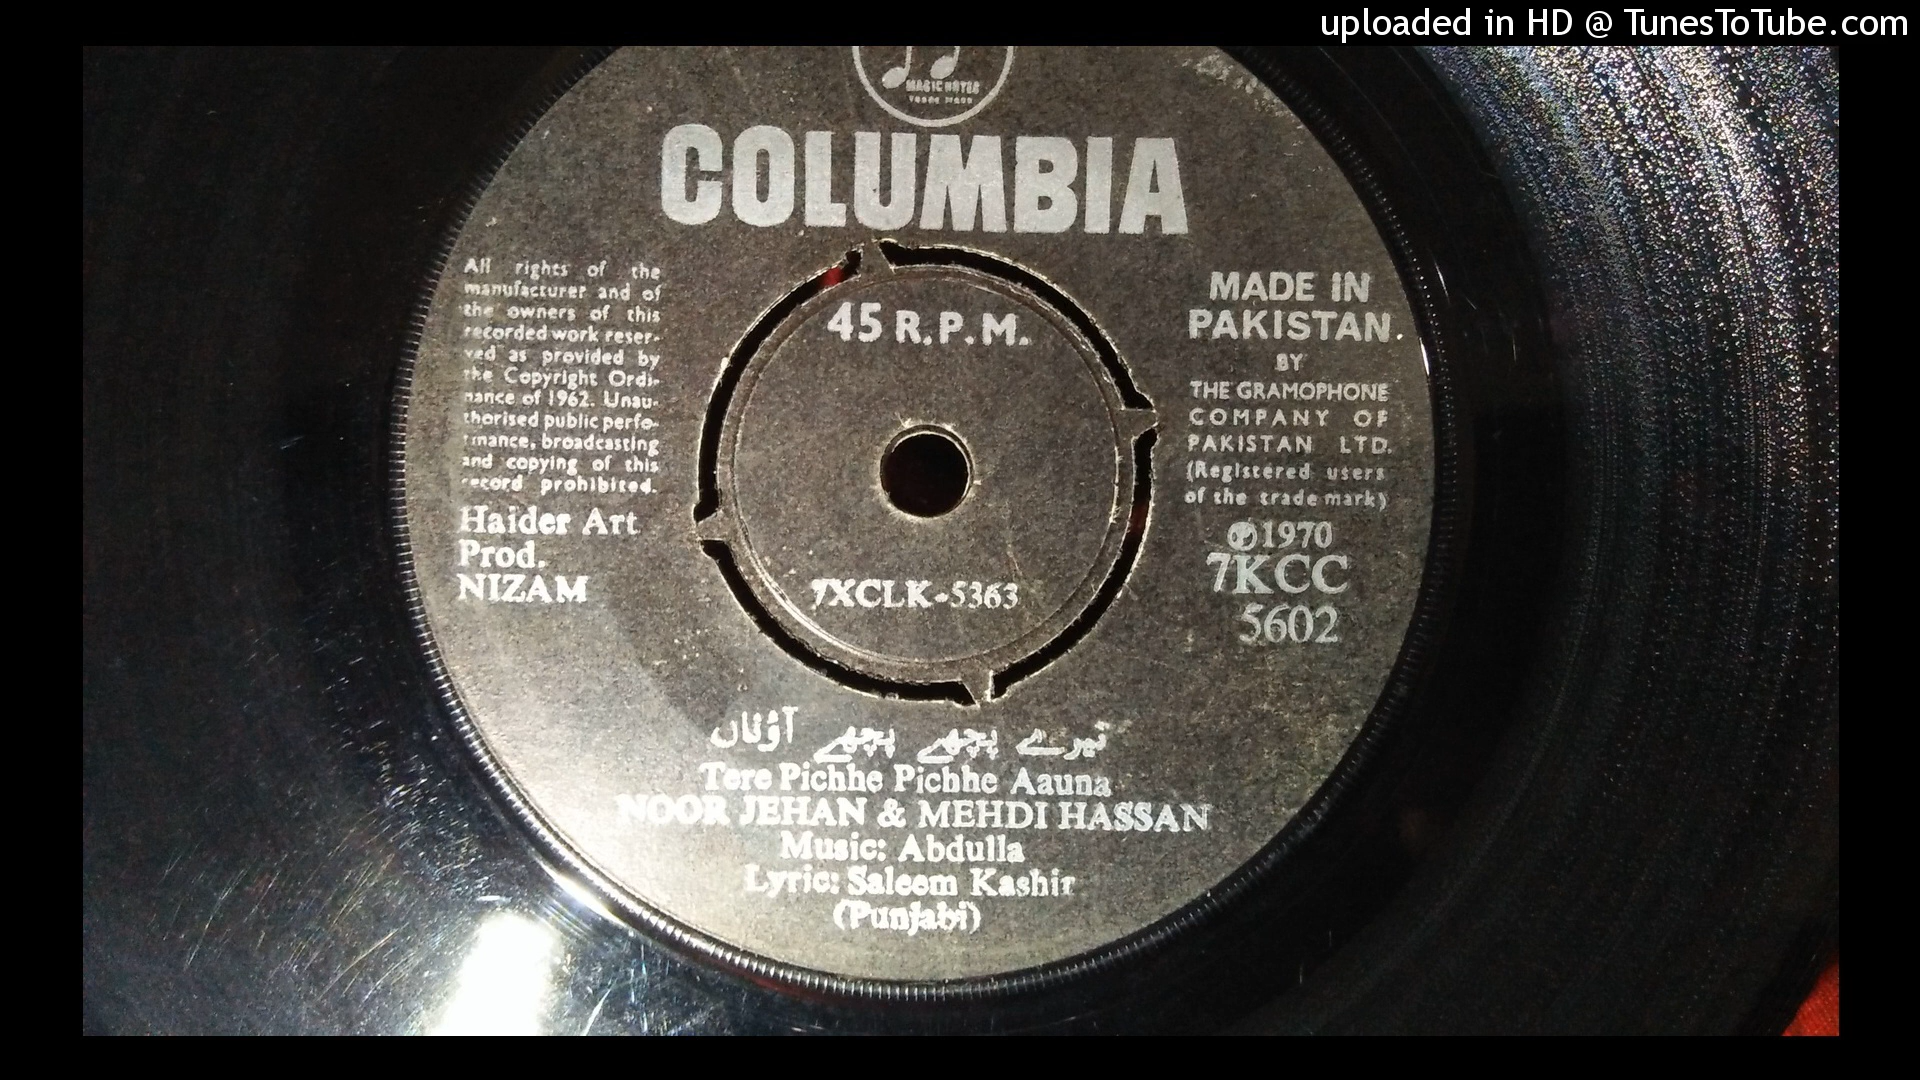 uploaded in HD @ TunesToTube.com
MAGIC NOTES
TRADE MARK
COLUMBIA
All rights of the
manufacturer and of
the owners of this
recorded work reser-
ved as provided by
the Copyright Ordi-
nance of 1962. Unau-
thorised public perfo-
rmance, broadcasting
and copying of this
record prohibited.
Haider Art
Prod.
NIZAM
45 R.P.M.
7XCLK-5363
MADE IN
PAKISTAN.
BY
THE GRAMOPHONE
COMPANY OF
PAKISTAN LTD.
(Registered users
of the trade mark)
℗1970
7KCC
5602
تیرے پچھے پچھے آؤناں
Tere Pichhe Pichhe Aauna
NOOR JEHAN & MEHDI HASSAN
Music: Abdulla
Lyric: Saleem Kashir
(Punjabi)